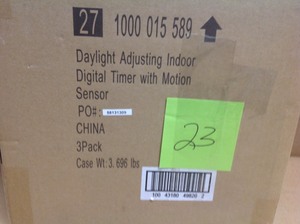 27 1000 015 589
Daylight Adjusting Indoor
Digital Timer with Motion
Sensor
PO#:
CHINA
3Pack
Case Wt: 3.696 lbs
23